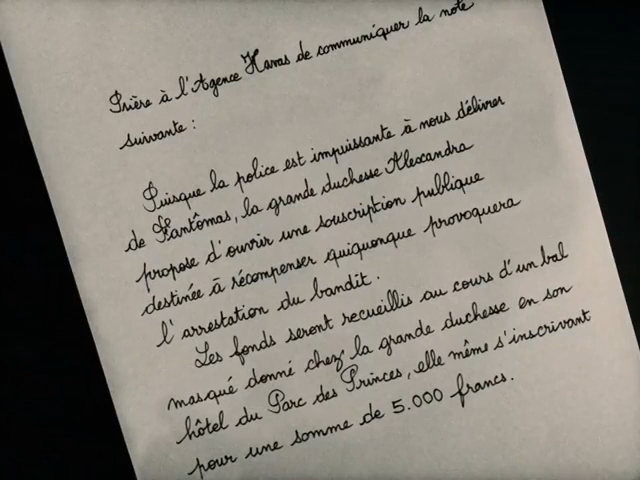 Prière à l'Agence Havas de communiquer la note
suivante :
Puisque la police est impuissante à nous délivrer
de Fantômas, la grande duchesse Alexandra
propose d'ouvrir une souscription publique
destinée à récompenser quiquonque provoquera
l'arrestation du bandit.
Les fonds seront recueillis au cours d'un bal
masqué donné chez la grande duchesse en son
hôtel du Parc des Princes, elle même s'inscrivant
pour une somme de 5.000 francs.